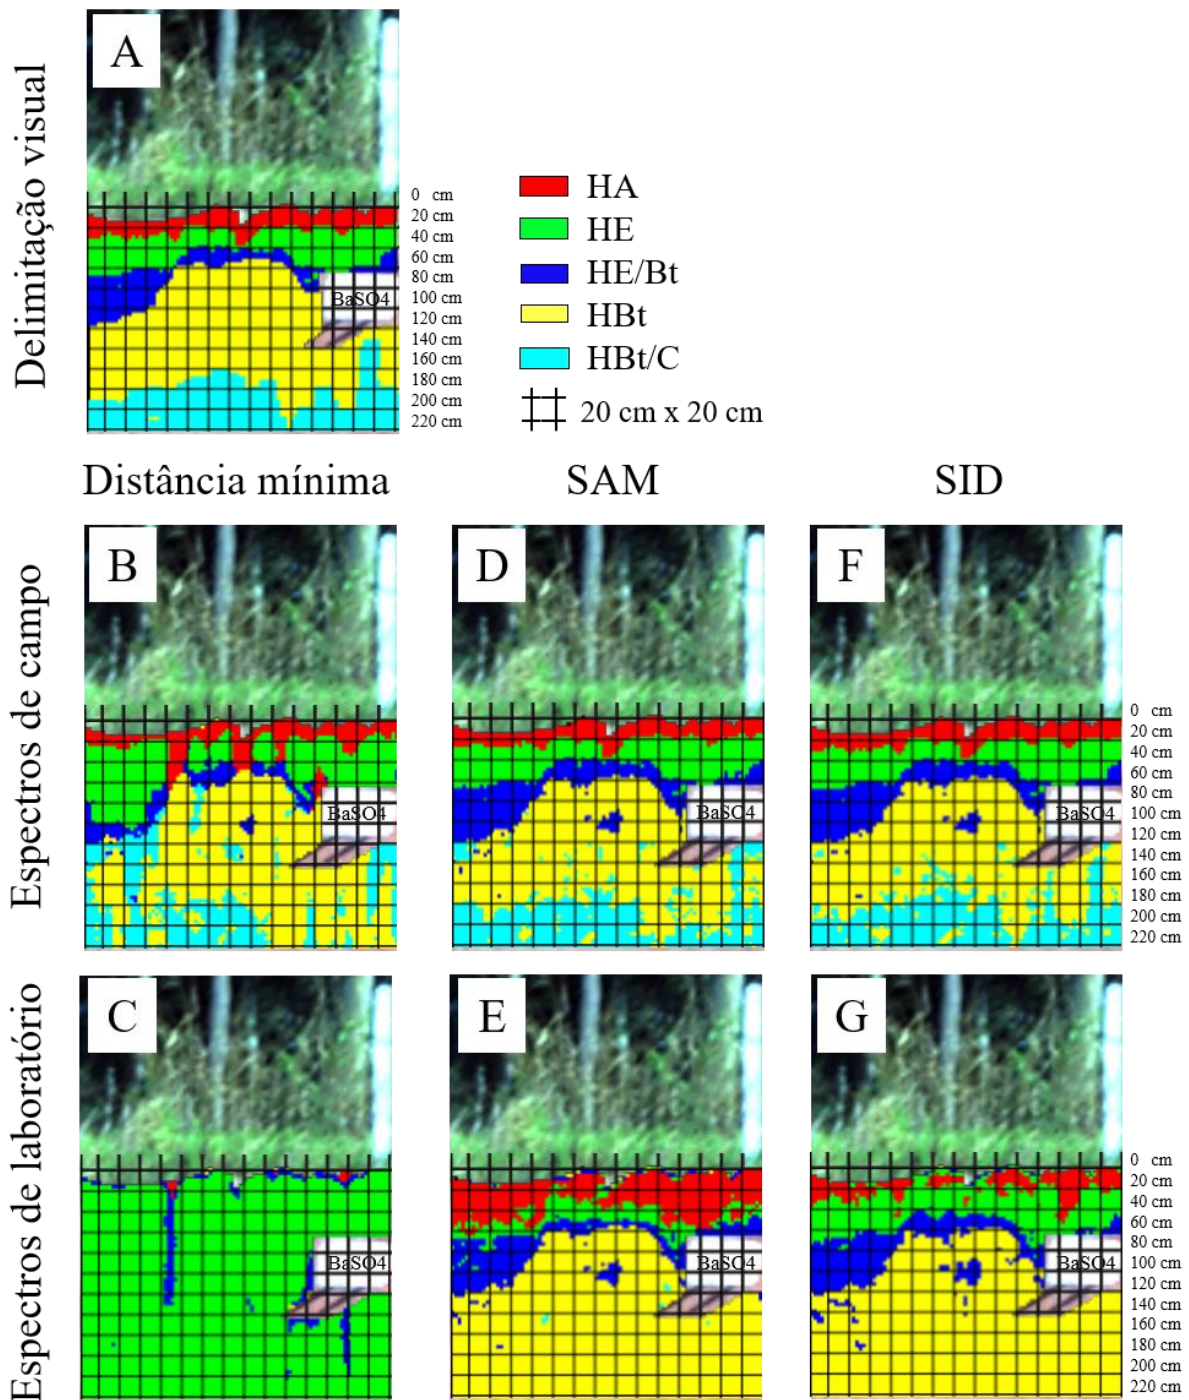 Delimitação visual
A
0 cm
20 cm
40 cm
60 cm
80 cm
100 cm
120 cm
140 cm
160 cm
180 cm
200 cm
220 cm
BaSO4
HA
HE
HE/Bt
HBt
HBt/C
20 cm x 20 cm
Distância mínima
SAM
SID
Espectros de campo
B
BaSO4
D
BaSO4
F
BaSO4
0 cm
20 cm
40 cm
60 cm
80 cm
100 cm
120 cm
140 cm
160 cm
180 cm
200 cm
220 cm
Espectros de laboratório
C
BaSO4
E
BaSO4
G
BaSO4
0 cm
20 cm
40 cm
60 cm
80 cm
100 cm
120 cm
140 cm
160 cm
180 cm
200 cm
220 cm